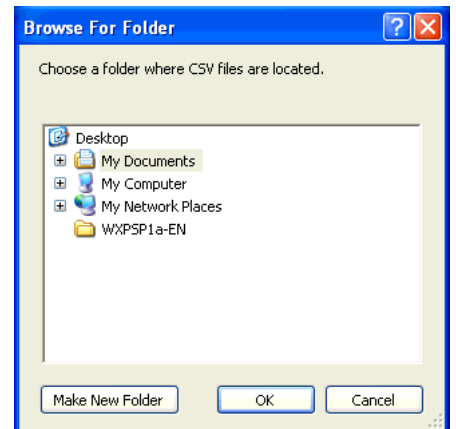 Browse For Folder
Choose a folder where CSV files are located.
Desktop
My Documents
My Computer
My Network Places
WXPSP1a-EN
Make New Folder OK Cancel